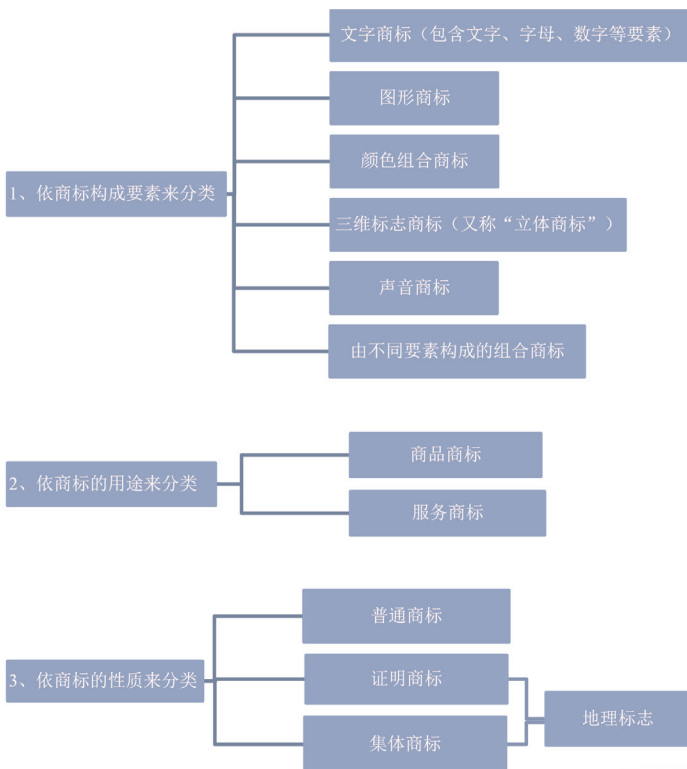 1、依商标构成要素来分类
文字商标（包含文字、字母、数字等要素）
图形商标
颜色组合商标
三维标志商标（又称“立体商标”）
声音商标
由不同要素构成的组合商标
2、依商标的用途来分类
商品商标
服务商标
3、依商标的性质来分类
普通商标
证明商标
集体商标
地理标志